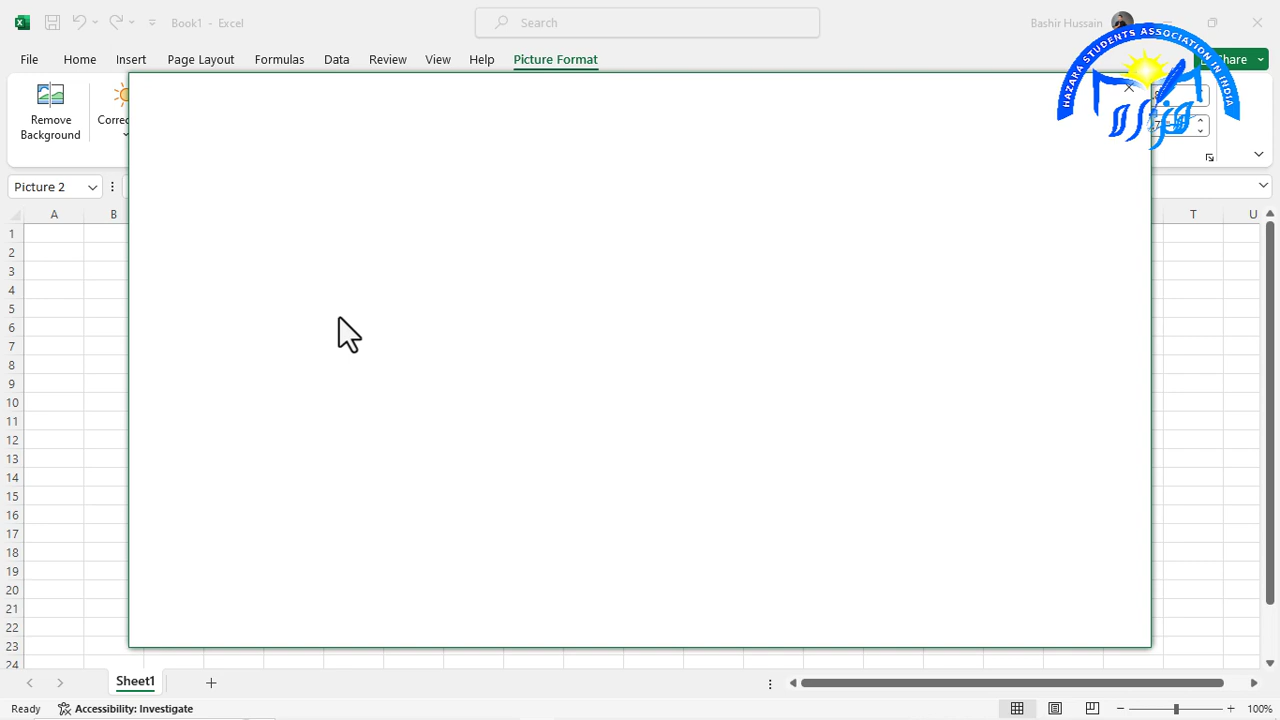 Book1 - Excel
Search
Bashir Hussain
File Home Insert Page Layout Formulas Data Review View Help Picture Format
Share
Remove
Background
HAZARA STUDENTS ASSOCIATION IN INDIA
Picture 2
A B T U
1
2
3
4
5
6
7
8
9
10
11
12
13
14
15
16
17
18
19
20
21
22
23
24
Sheet1
Ready Accessibility: Investigate 100%